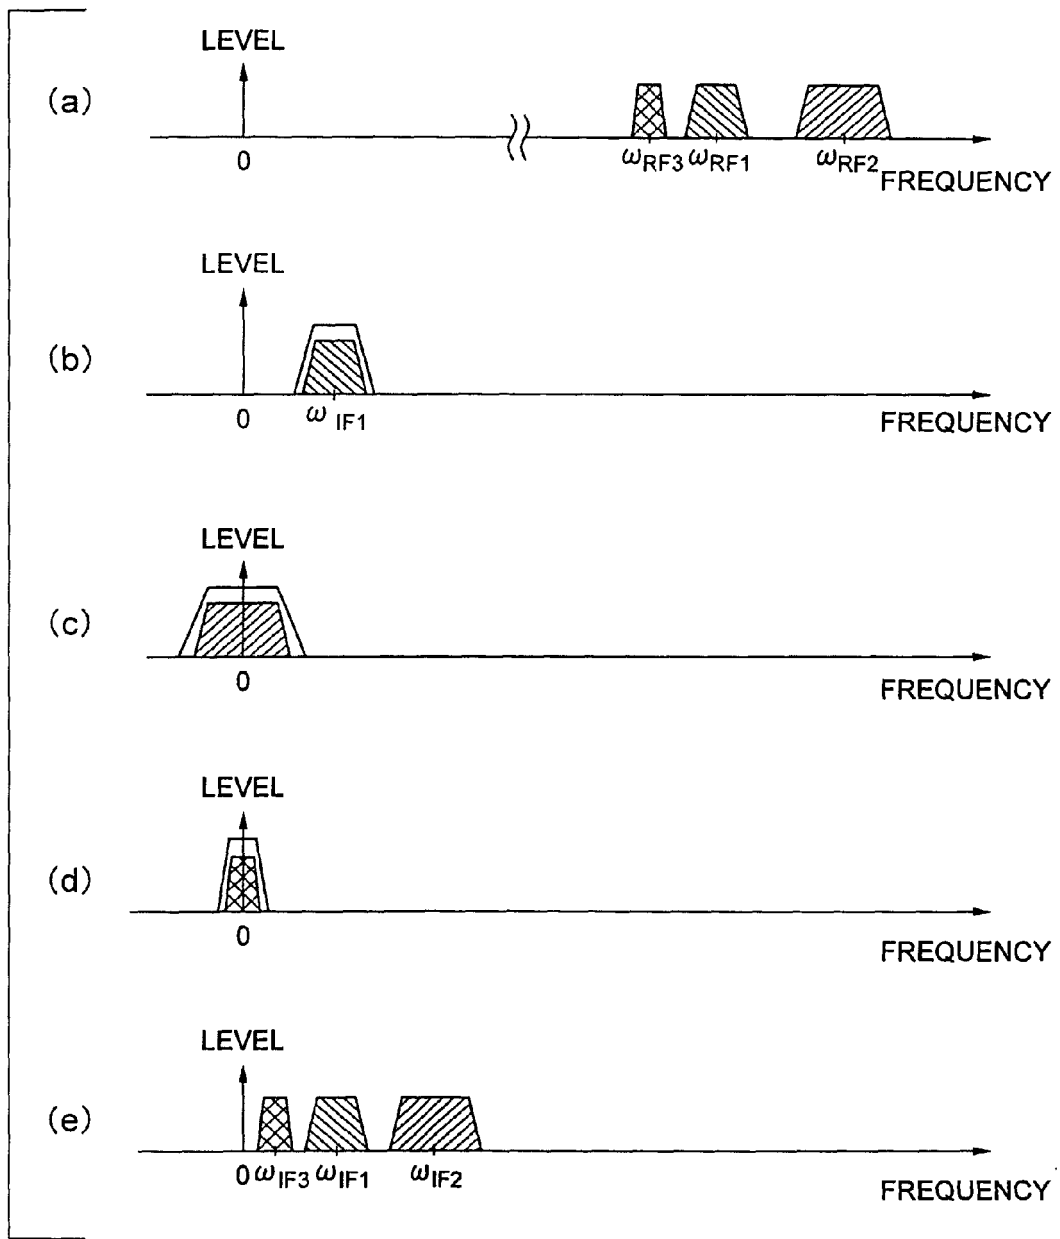 LEVEL
(a)
0
ωRF3 ωRF1 ωRF2
FREQUENCY
LEVEL
(b)
0
ω IF1
FREQUENCY
LEVEL
(c)
0
FREQUENCY
LEVEL
(d)
0
FREQUENCY
LEVEL
(e)
0 ωIF3 ωIF1 ωIF2
FREQUENCY